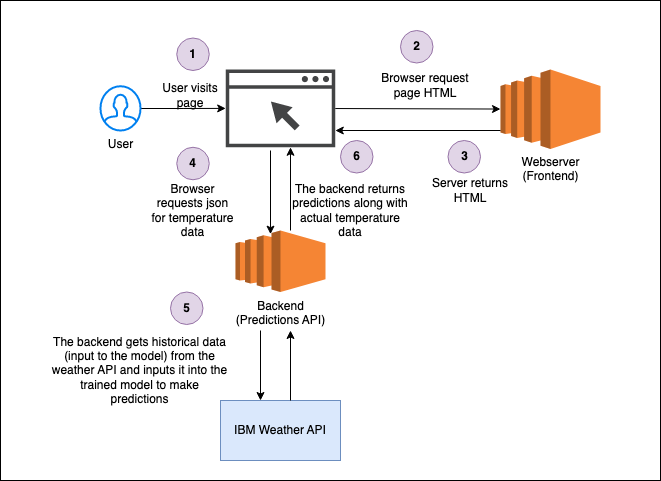 1
User visits
page
User
2
Browser request
page HTML
3
Server returns
HTML
Webserver
(Frontend)
4
Browser
requests json
for temperature
data
6
The backend returns
predictions along with
actual temperature
data
Backend
(Predictions API)
5
The backend gets historical data
(input to the model) from the
weather API and inputs it into the
trained model to make
predictions
IBM Weather API